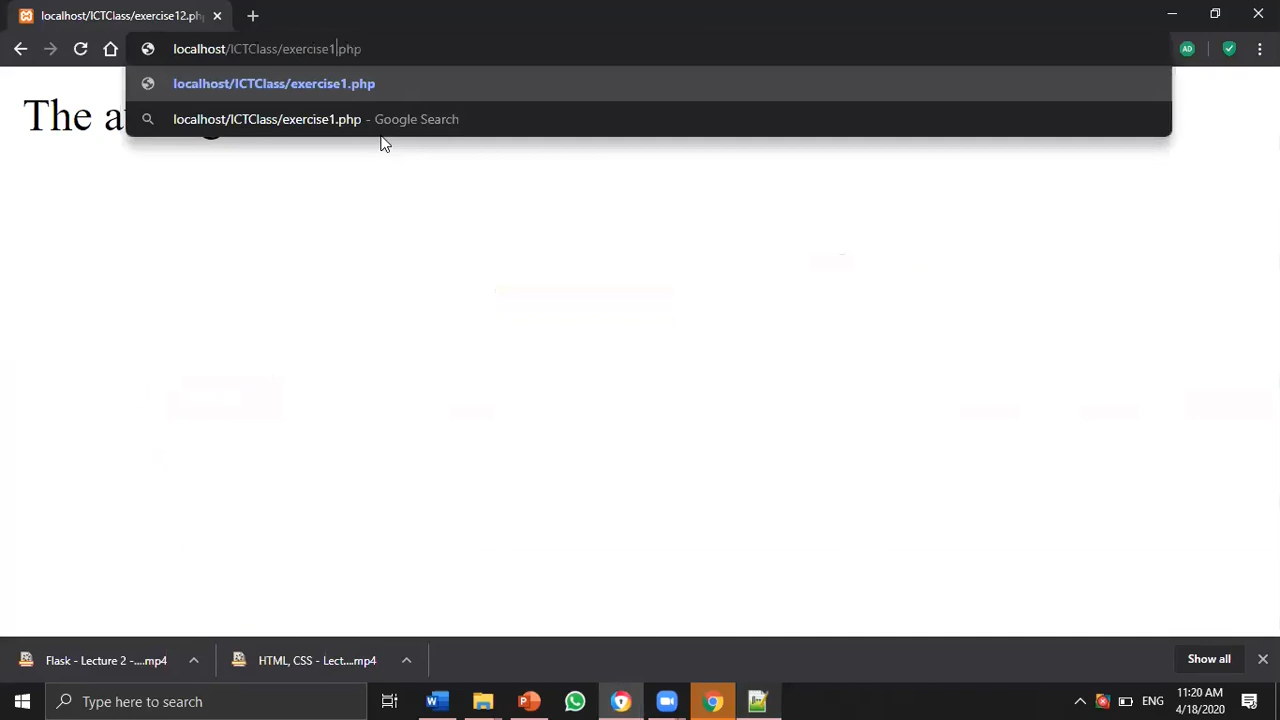 localhost/ICTClass/exercise12.php
localhost/ICTClass/exercise1.php
AD
localhost/ICTClass/exercise1.php
localhost/ICTClass/exercise1.php - Google Search
The
Flask - Lecture 2 -....mp4
HTML, CSS - Lect....mp4
Show all
Type here to search
ENG
11:20 AM
4/18/2020